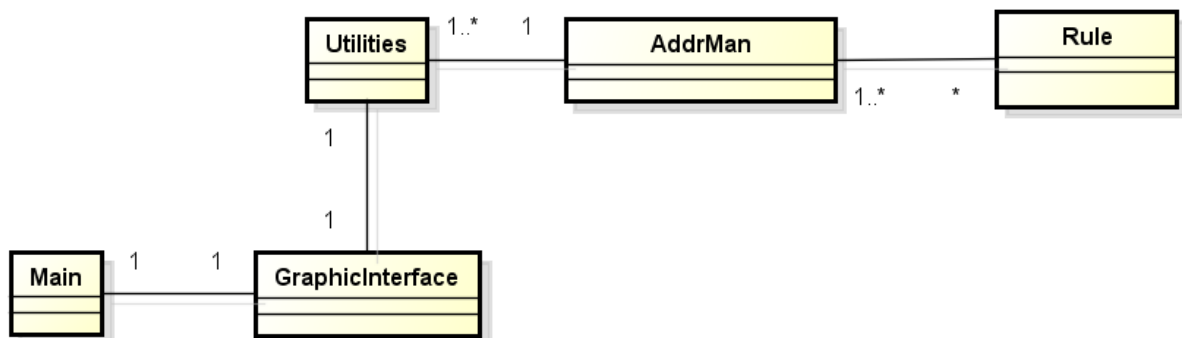 Utilities
1..*
1
AddrMan
Rule
1..*
*
1
1
Main
1
1
GraphicInterface